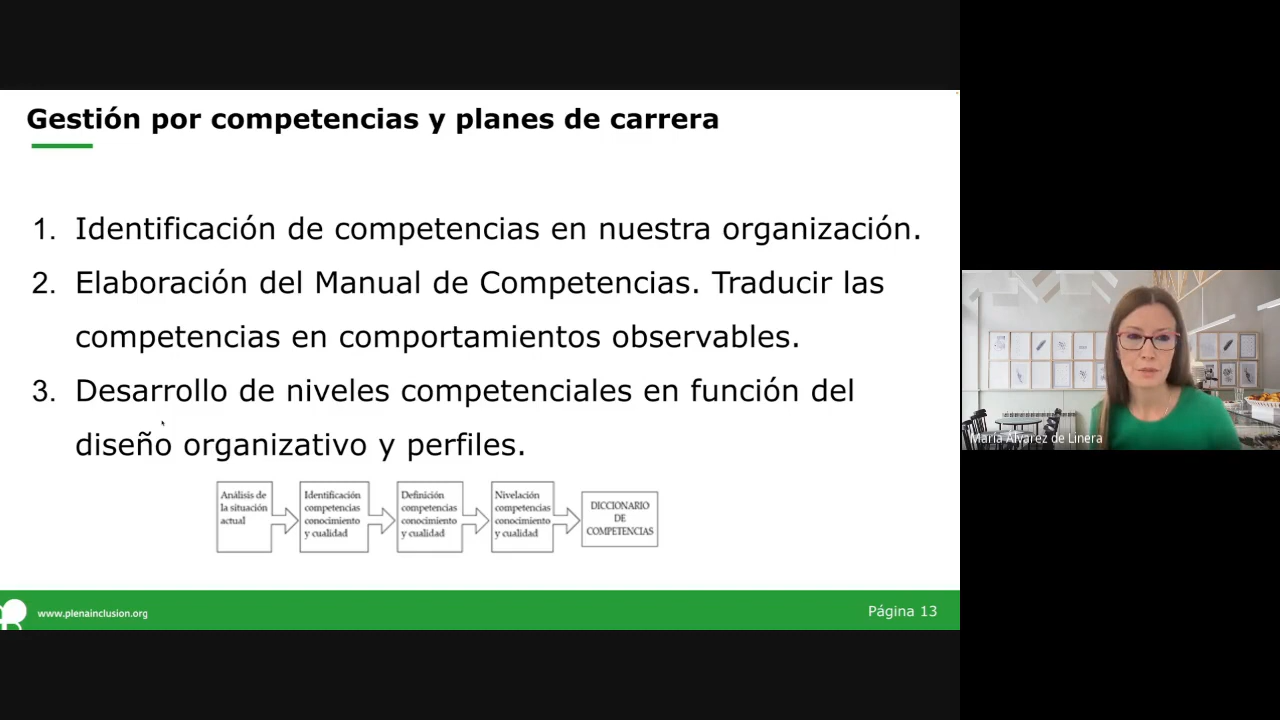 Gestión por competencias y planes de carrera
1. Identificación de competencias en nuestra organización.
2. Elaboración del Manual de Competencias. Traducir las
competencias en comportamientos observables.
3. Desarrollo de niveles competenciales en función del
diseño organizativo y perfiles.
Análisis de
la situación
actual
Identificación
competencias
conocimiento
y cualidad
Definición
competencias
conocimiento
y cualidad
Nivelación
competencias
conocimiento
y cualidad
DICCIONARIO
DE
COMPETENCIAS
www.plenainclusion.org
Página 13
María Álvarez de Linera